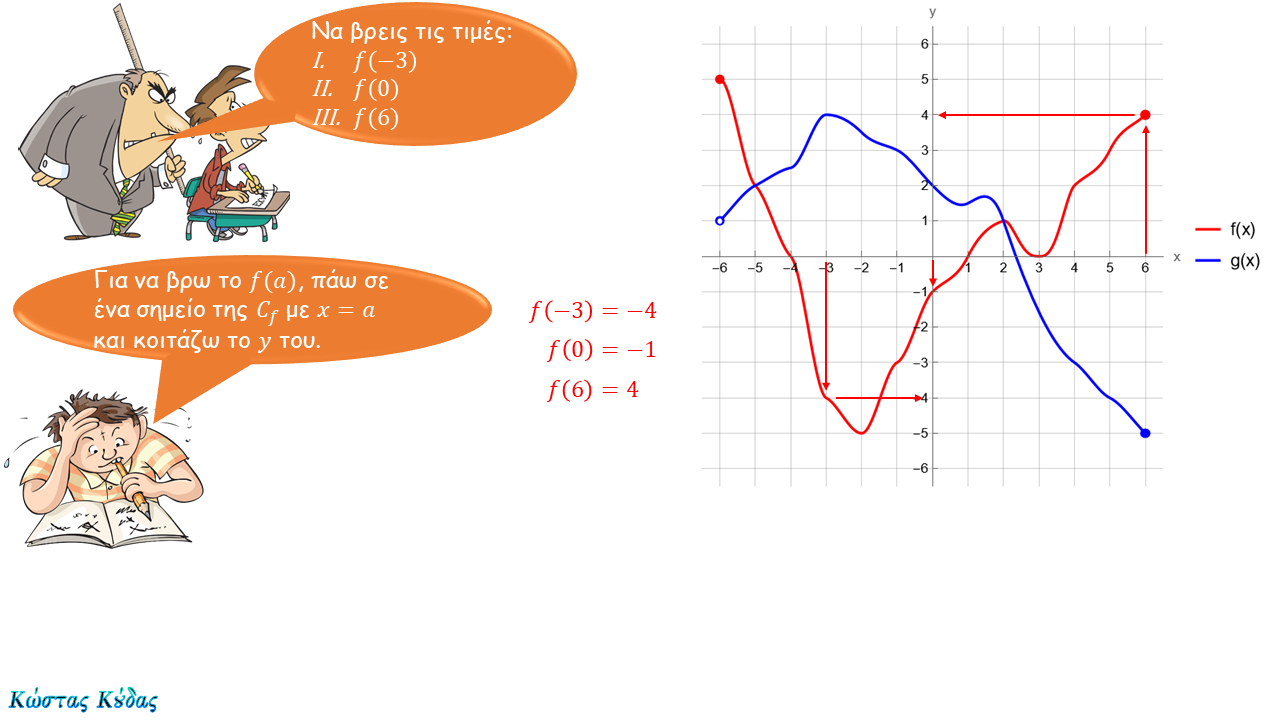 Να βρεις τις τιμές:
I. f(−3)
II. f(0)
III. f(6)
Για να βρω το f(a), πάω σε
ένα σημείο της C_f με x = a
και κοιτάζω το y του.
f(−3) = −4
f(0) = −1
f(6) = 4
y
6
5
4
3
2
1
−6 −5 −4 −3 −2 −1 1 2 3 4 5 6 x
−1
−2
−3
−4
−5
−6
f(x)
g(x)
Κώστας Κύδας